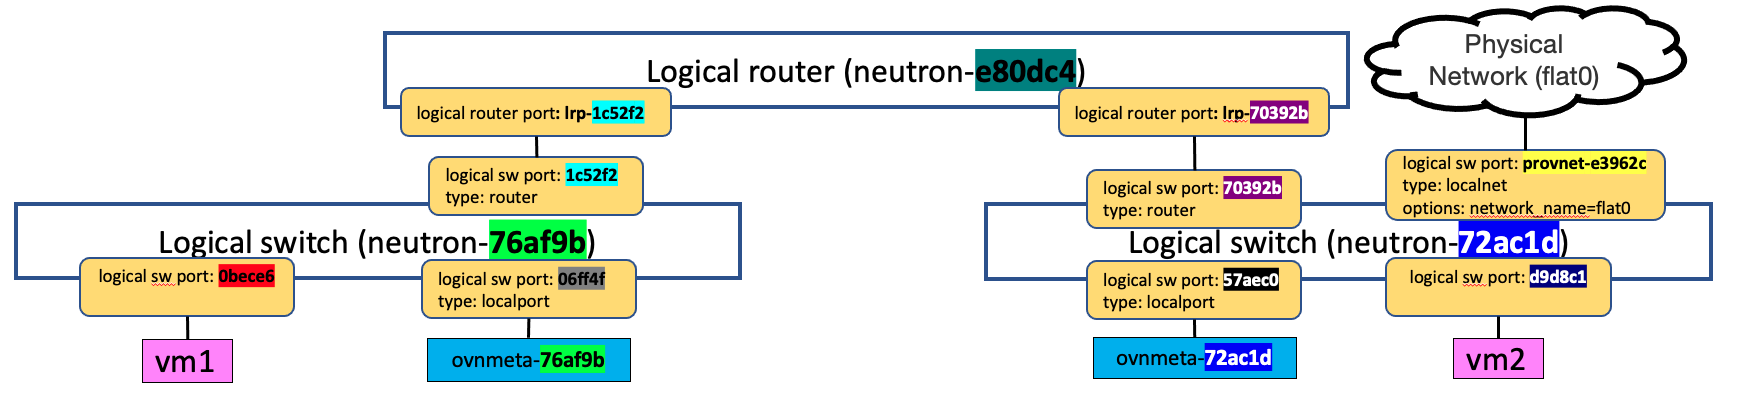 Logical router (neutron-e80dc4)
Physical
Network (flat0)
logical router port: lrp-1c52f2
logical router port: lrp-70392b
logical sw port: 1c52f2
type: router
logical sw port: 70392b
type: router
logical sw port: provnet-e3962c
type: localnet
options: network_name=flat0
Logical switch (neutron-76af9b)
Logical switch (neutron-72ac1d)
logical sw port: 0bece6
logical sw port: 06ff4f
type: localport
logical sw port: 57aec0
type: localport
logical sw port: d9d8c1
vm1
ovnmeta-76af9b
ovnmeta-72ac1d
vm2